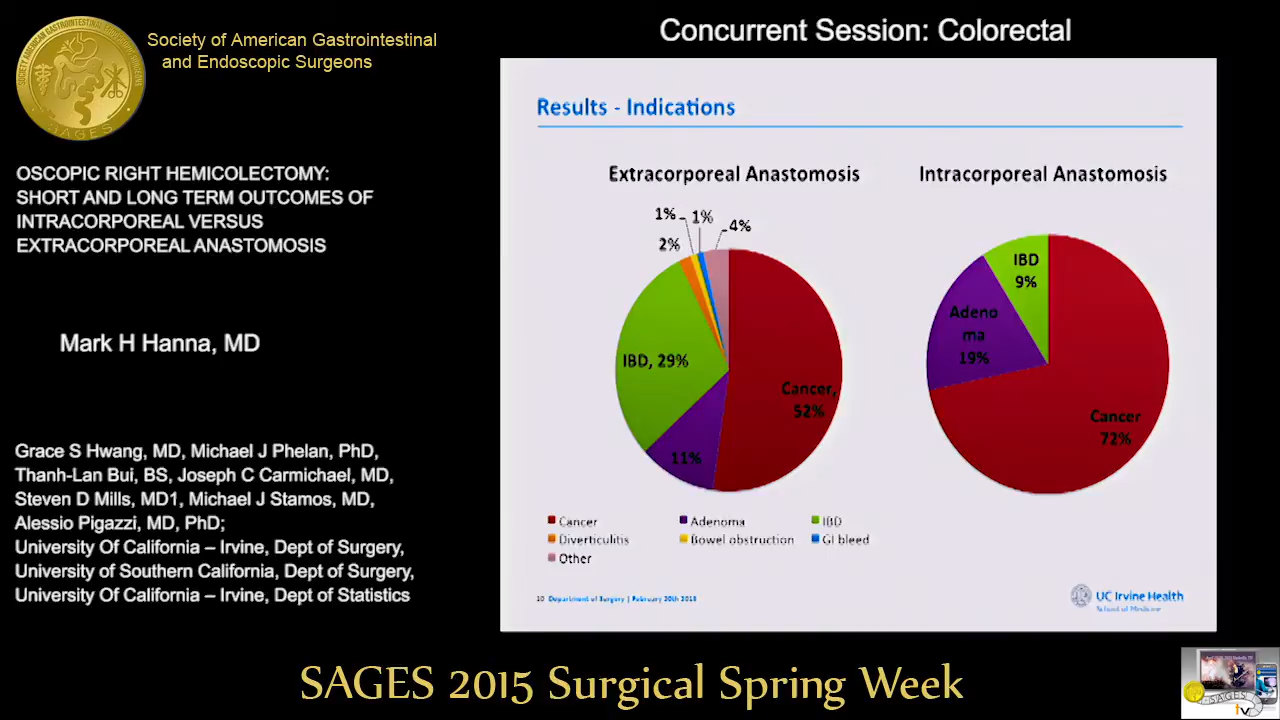 Society of American Gastrointestinal
and Endoscopic Surgeons
Concurrent Session: Colorectal
OSCOPIC RIGHT HEMICOLECTOMY:
SHORT AND LONG TERM OUTCOMES OF
INTRACORPOREAL VERSUS
EXTRACORPOREAL ANASTOMOSIS
Mark H Hanna, MD
Grace S Hwang, MD, Michael J Phelan, PhD,
Thanh-Lan Bui, BS, Joseph C Carmichael, MD,
Steven D Mills, MD1, Michael J Stamos, MD,
Alessio Pigazzi, MD, PhD;
University Of California – Irvine, Dept of Surgery,
University of Southern California, Dept of Surgery,
University Of California – Irvine, Dept of Statistics
Results - Indications
Extracorporeal Anastomosis
1%
1%
4%
2%
IBD, 29%
Cancer,
52%
11%
Intracorporeal Anastomosis
IBD
9%
Adeno
ma
19%
Cancer
72%
Cancer Adenoma IBD
Diverticulitis Bowel obstruction GI bleed
Other
10 Department of Surgery | February 20th
UC Irvine Health
School of Medicine
SAGES 2015 Surgical Spring Week
SAGES
SAGES
tv